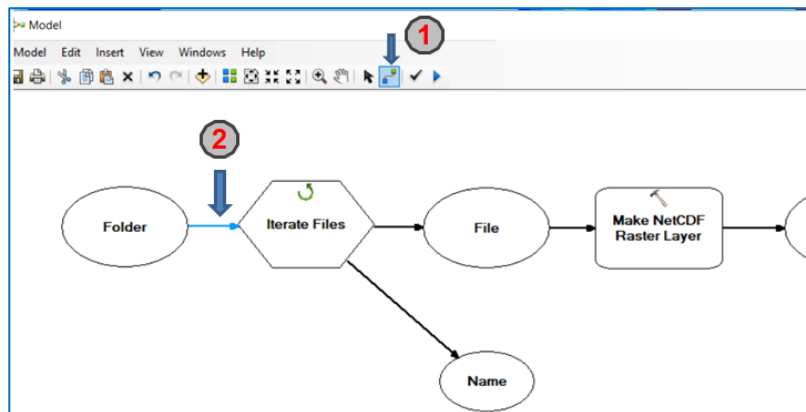 Model
1
Model Edit Insert View Windows Help
2
Folder
Iterate Files
File
Make NetCDF
Raster Layer
Name